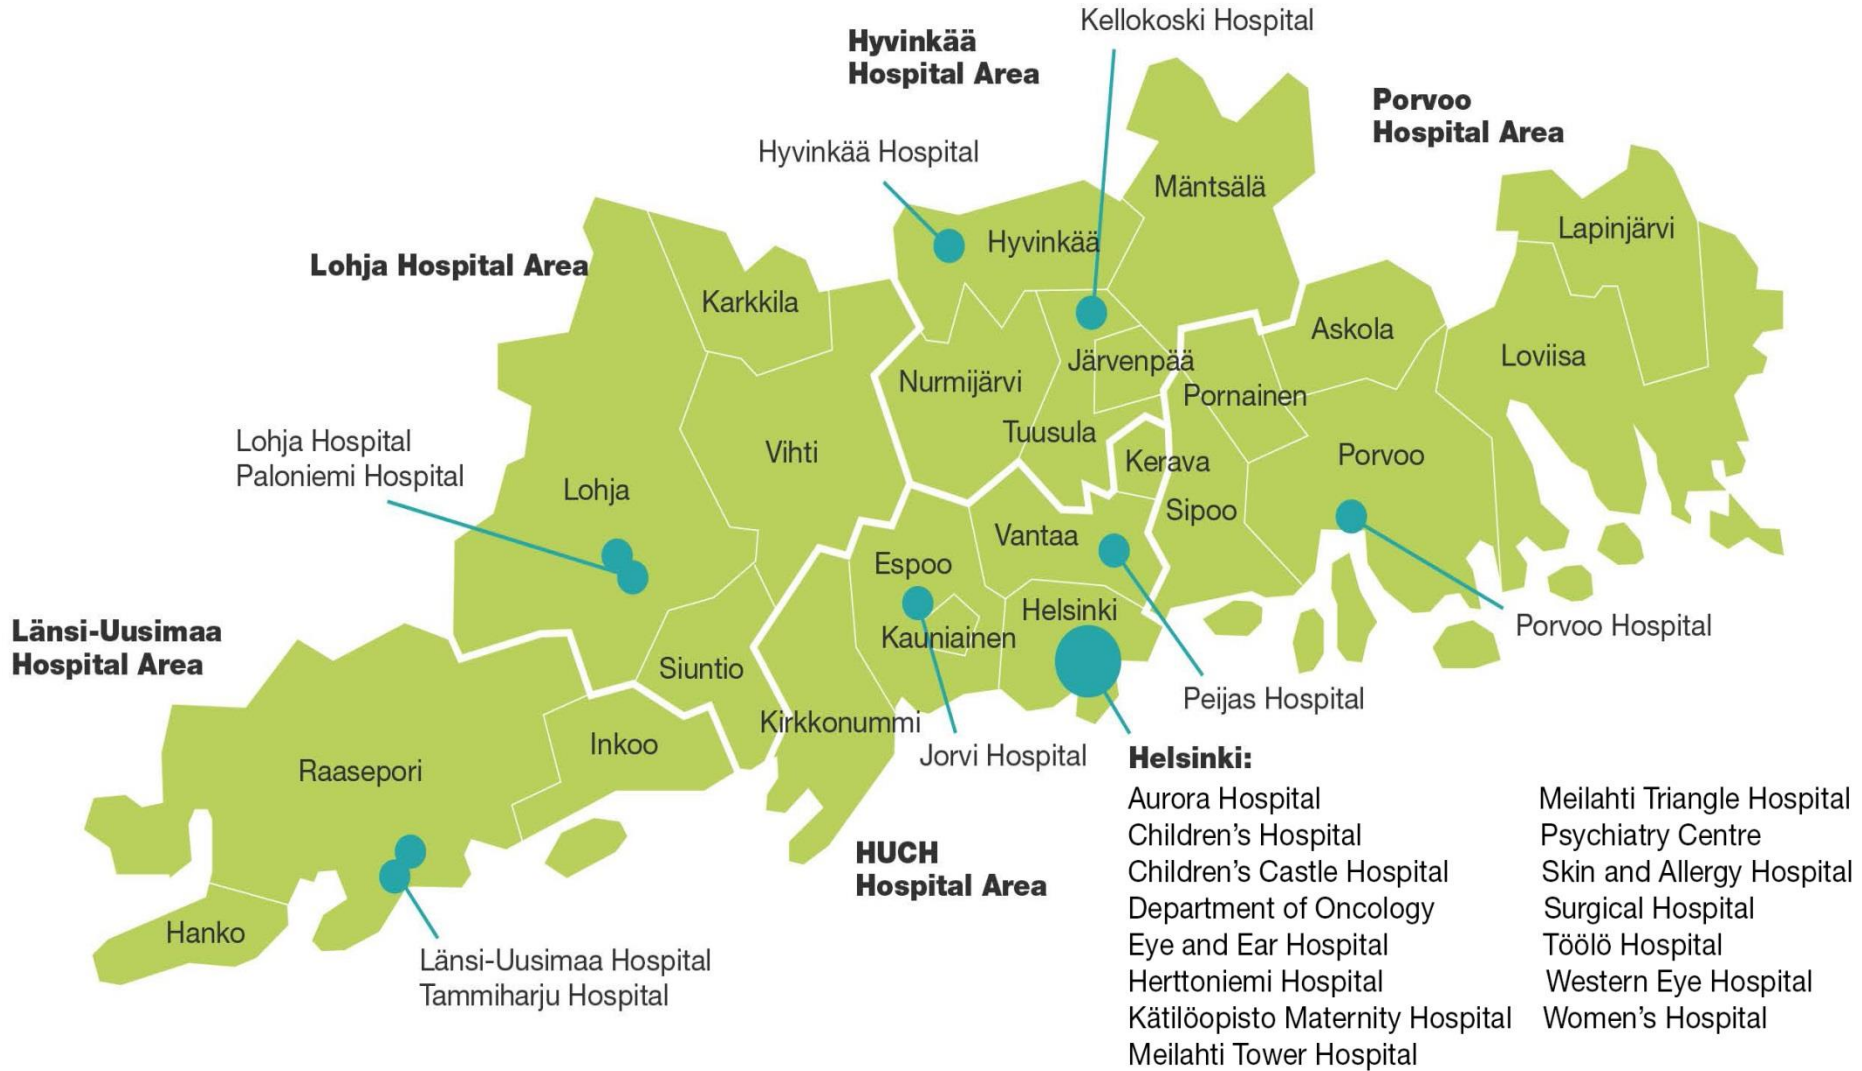 Kellokoski Hospital
Hyvinkää
Hospital Area
Porvoo
Hospital Area
Hyvinkää Hospital
Mäntsälä
Lapinjärvi
Hyvinkää
Lohja Hospital Area
Karkkila
Askola
Loviisa
Järvenpää
Nurmijärvi
Pornainen
Tuusula
Lohja Hospital
Paloniemi Hospital
Vihti
Porvoo
Kerava
Lohja
Sipoo
Vantaa
Espoo
Helsinki
Länsi-Uusimaa
Hospital Area
Kauniainen
Porvoo Hospital
Siuntio
Peijas Hospital
Kirkkonummi
Inkoo
Jorvi Hospital
Raasepori
HUCH
Hospital Area
Hanko
Länsi-Uusimaa Hospital
Tammiharju Hospital
Helsinki:
Aurora Hospital
Children’s Hospital
Children’s Castle Hospital
Department of Oncology
Eye and Ear Hospital
Herttoniemi Hospital
Kätilöopisto Maternity Hospital
Meilahti Tower Hospital
Meilahti Triangle Hospital
Psychiatry Centre
Skin and Allergy Hospital
Surgical Hospital
Töölö Hospital
Western Eye Hospital
Women’s Hospital